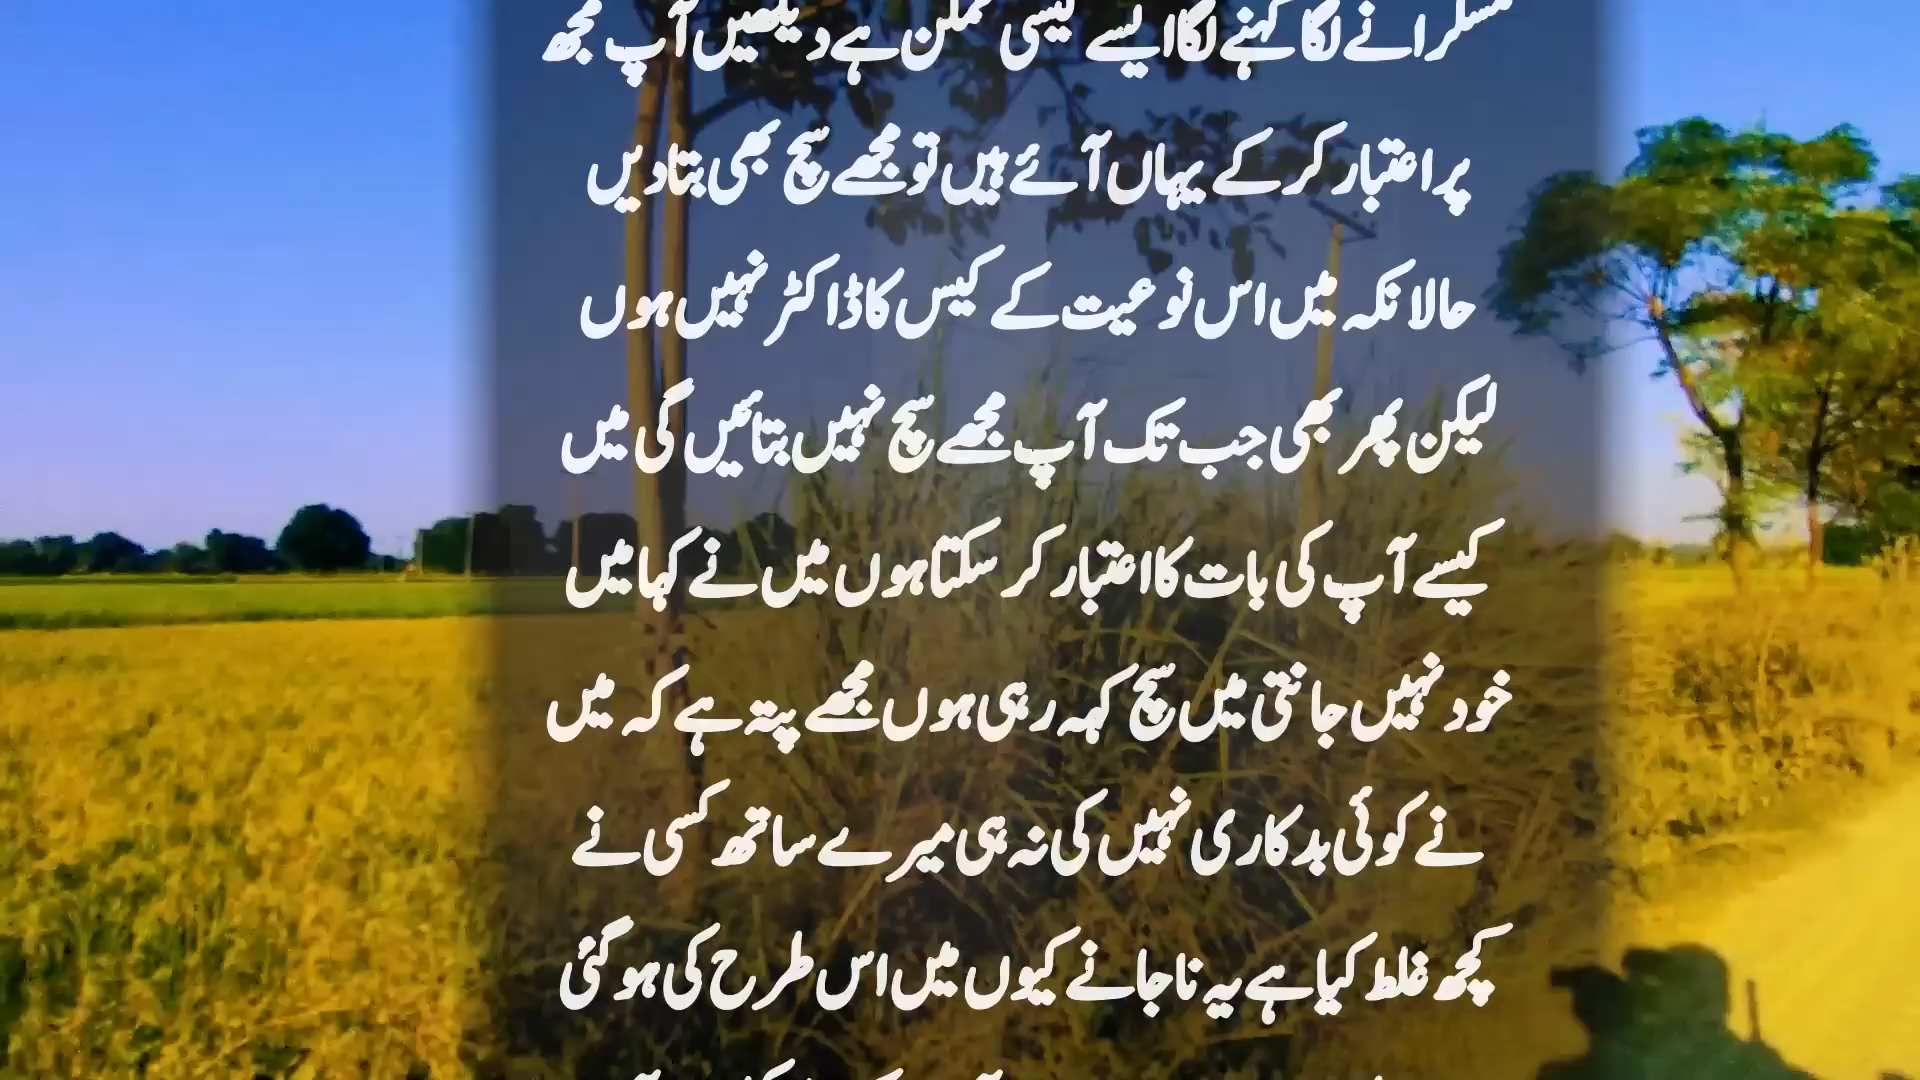 مسکرانے لگا کہنے لگا ایسے کیسی ممکن ہے دیکھیں آپ مجھ
پر اعتبار کر کے یہاں آئے ہیں تو مجھے سچ بھی بتا دیں
حالانکہ میں اس نوعیت کے کیس کا ڈاکٹر نہیں ہوں
لیکن پھر بھی جب تک آپ مجھے سچ نہیں بتائیں گی میں
کیسے آپ کی بات کا اعتبار کر سکتا ہوں میں نے کہا میں
خود نہیں جانتی میں سچ کہہ رہی ہوں مجھے پتہ ہے کہ میں
نے کوئی بدکاری نہیں کی نہ ہی میرے ساتھ کسی نے
کچھ غلط کیا ہے یہ نا جانے کیوں میں اس طرح کی ہو گئی